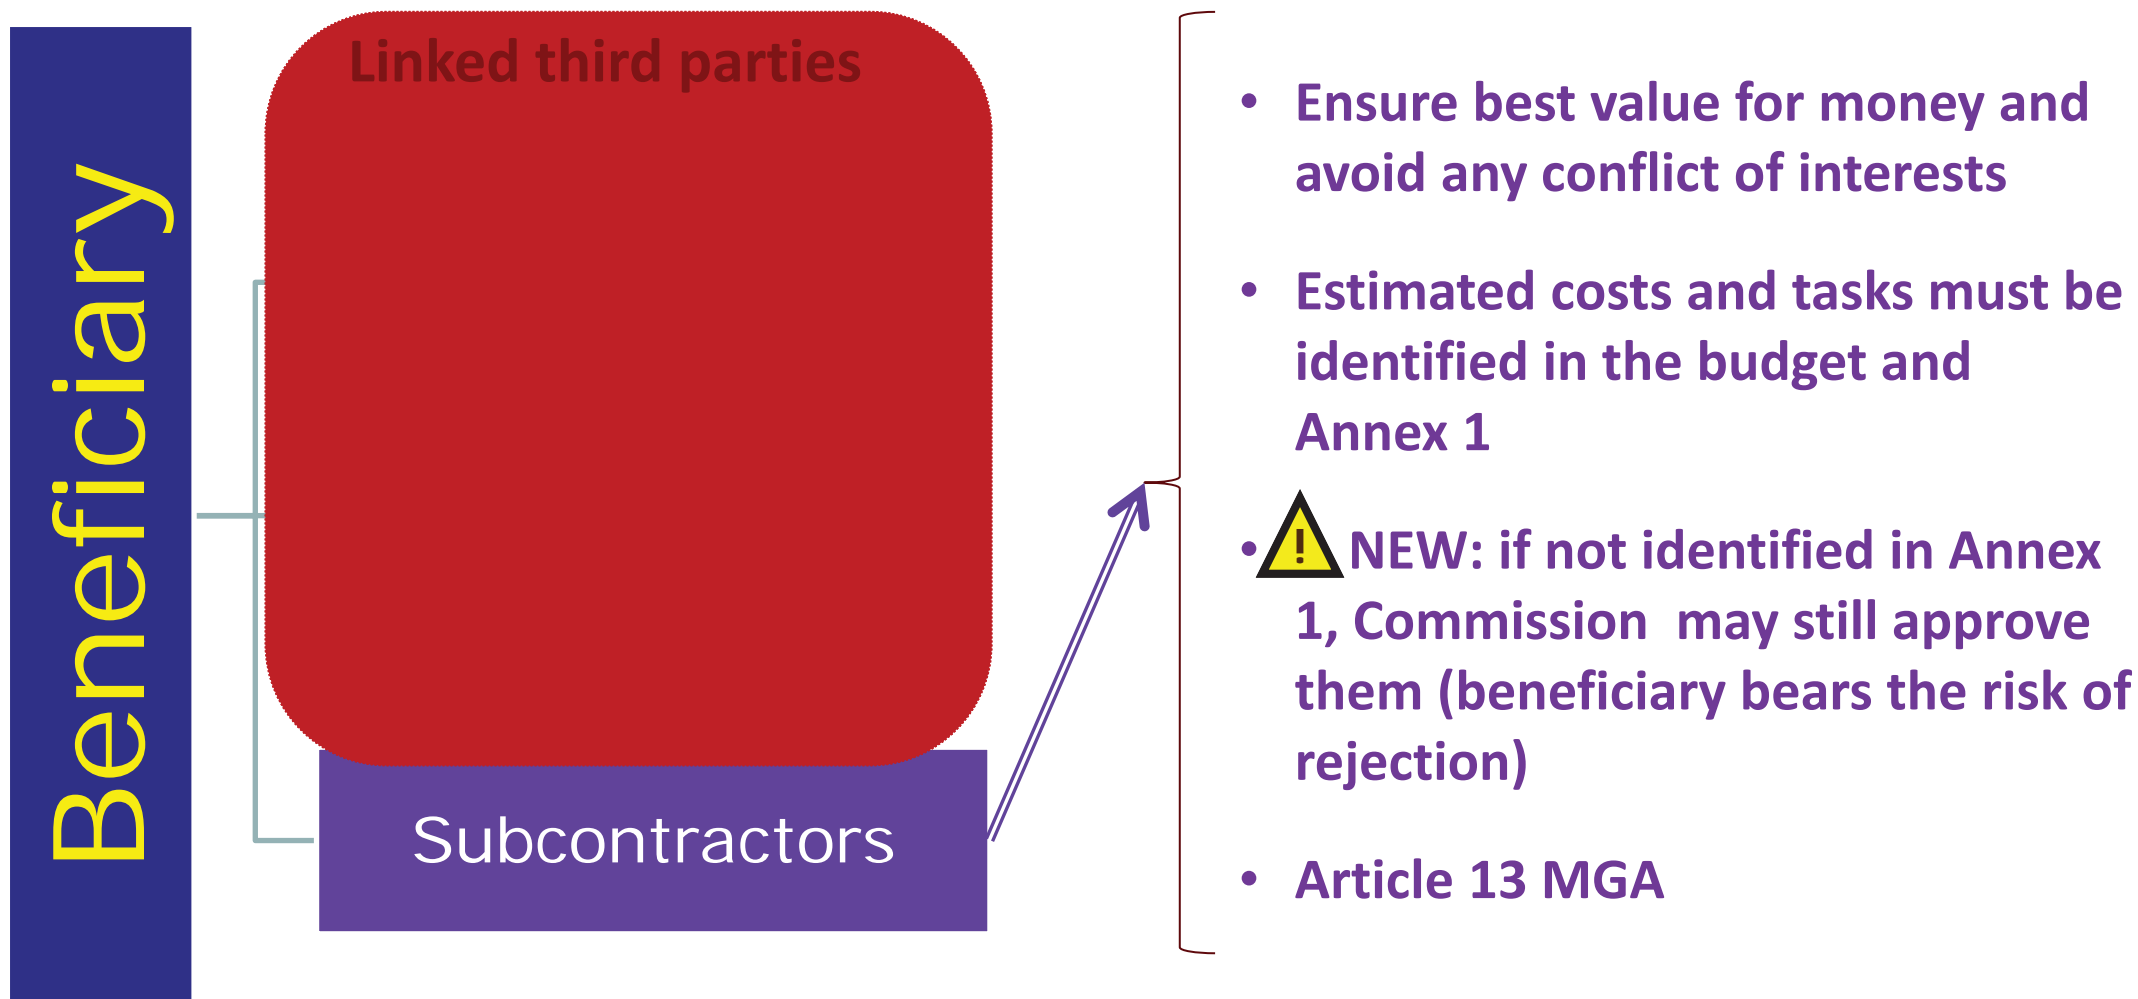 Beneficiary
Linked third parties
Subcontractors
• Ensure best value for money and
avoid any conflict of interests
• Estimated costs and tasks must be
identified in the budget and
Annex 1
• ! NEW: if not identified in Annex
1, Commission may still approve
them (beneficiary bears the risk of
rejection)
• Article 13 MGA